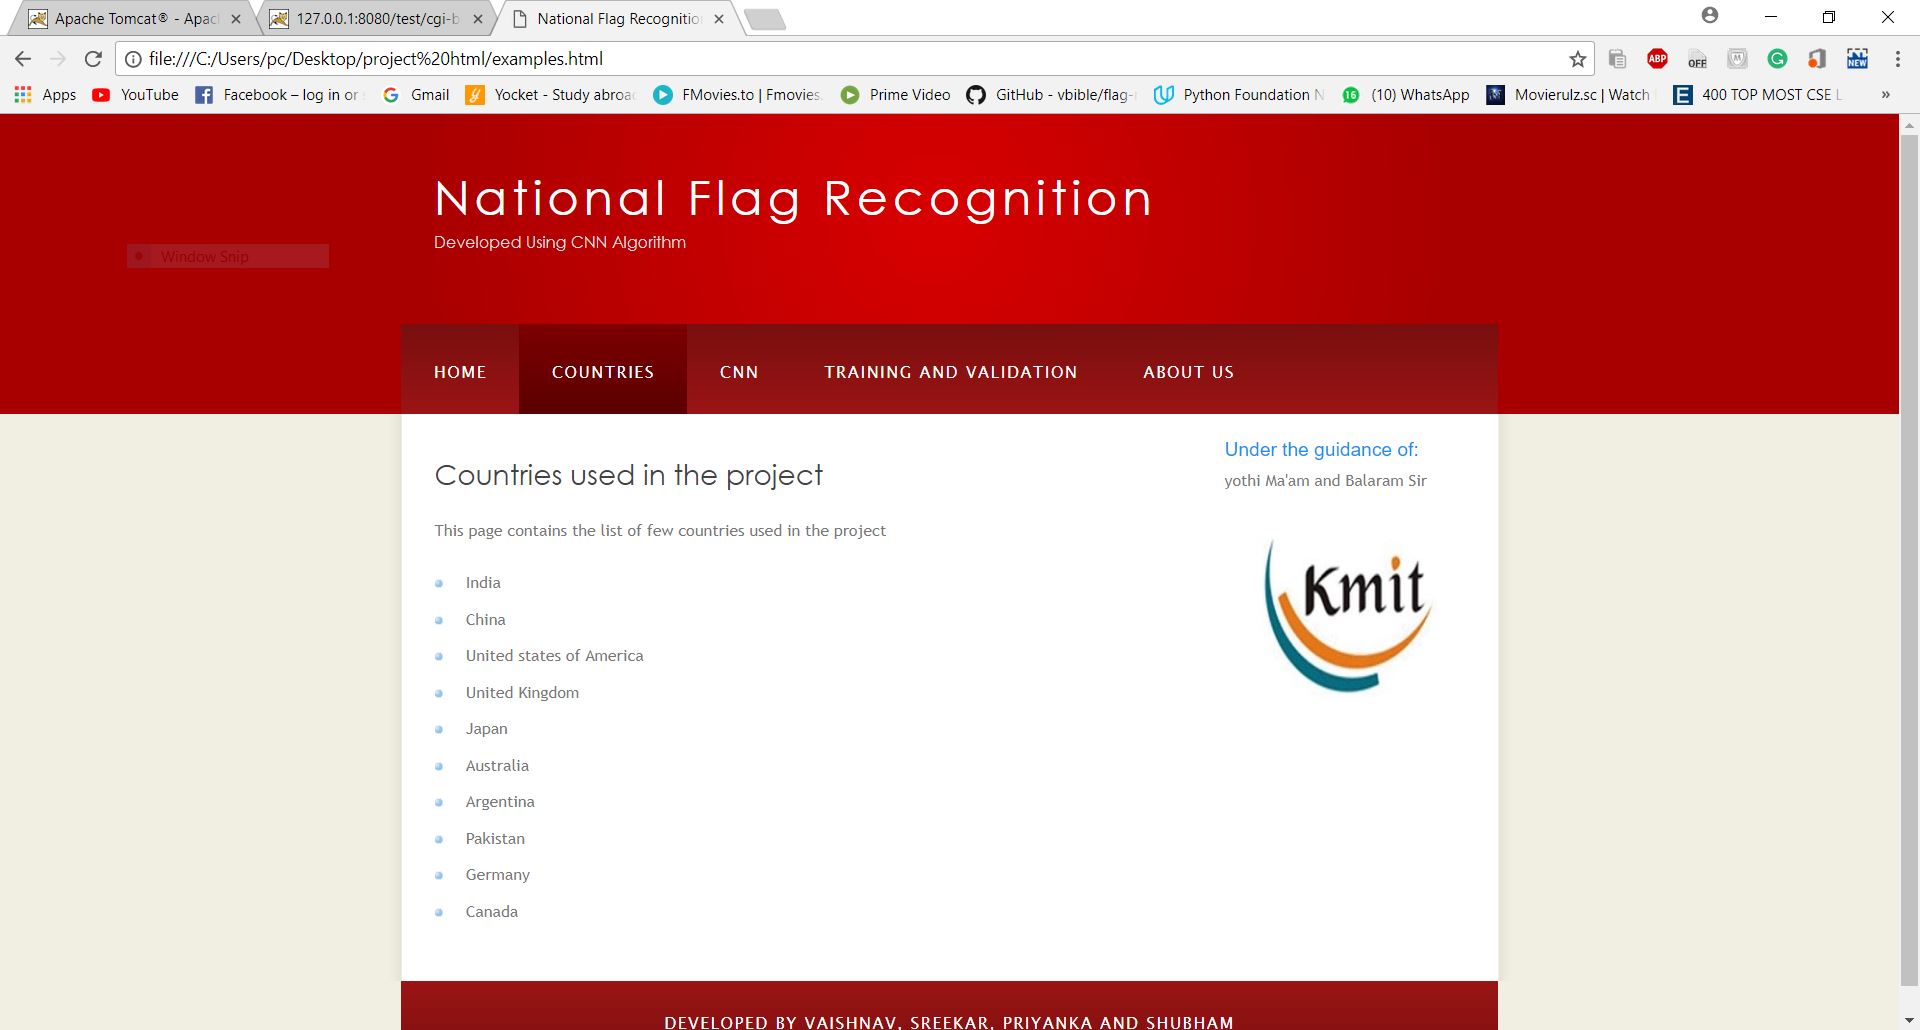 Apache Tomcat® - Apac
127.0.0.1:8080/test/cgi-b
National Flag Recognitio
file:///C:/Users/pc/Desktop/project%20html/examples.html
ABP
OFF
NEW
Apps
YouTube
Facebook – log in or
Gmail
Yocket - Study abroa
FMovies.to | Fmovies.
Prime Video
GitHub - vbible/flag-
Python Foundation N
16
(10) WhatsApp
Movierulz.sc | Watch
400 TOP MOST CSE L
»
National Flag Recognition
Developed Using CNN Algorithm
Window Snip
HOME
COUNTRIES
CNN
TRAINING AND VALIDATION
ABOUT US
Countries used in the project
This page contains the list of few countries used in the project
India
China
United states of America
United Kingdom
Japan
Australia
Argentina
Pakistan
Germany
Canada
Under the guidance of:
yothi Ma'am and Balaram Sir
Kmit
DEVELOPED BY VAISHNAV, SREEKAR, PRIYANKA AND SHUBHAM